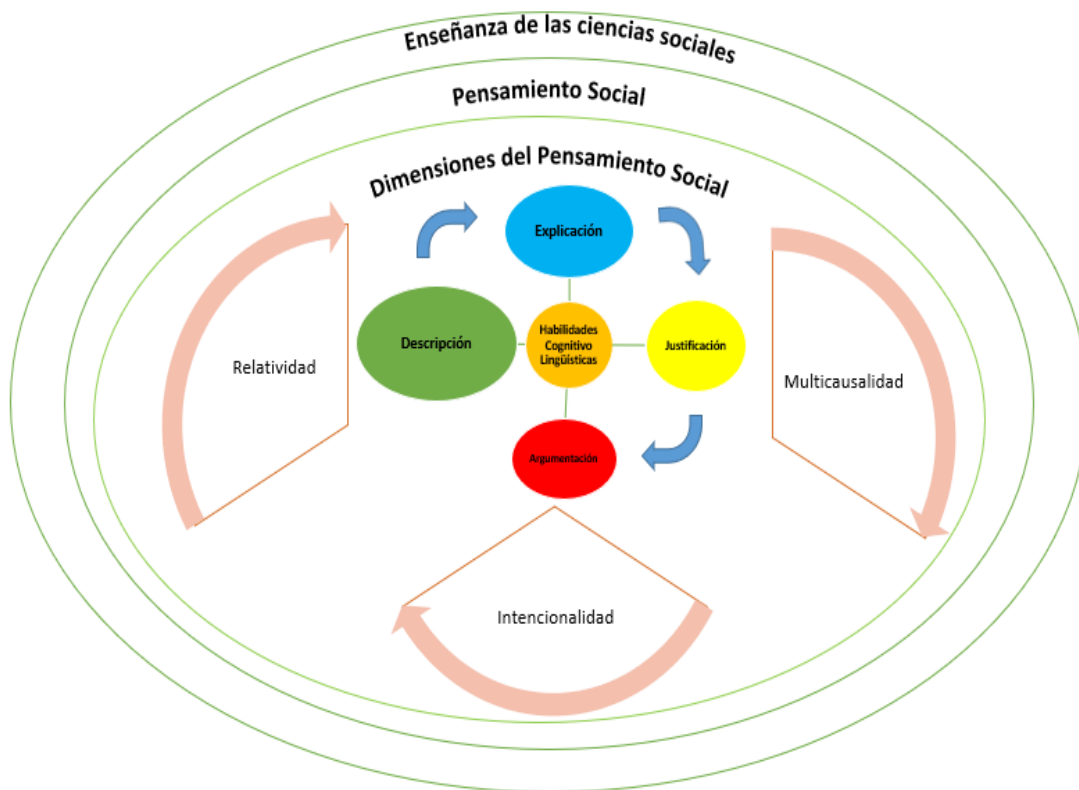 Enseñanza de las ciencias sociales
Pensamiento Social
Dimensiones del Pensamiento Social
Explicación
Descripción
Habilidades
Cognitivo
Lingüísticas
Justificación
Relatividad
Multicausalidad
Argumentación
Intencionalidad